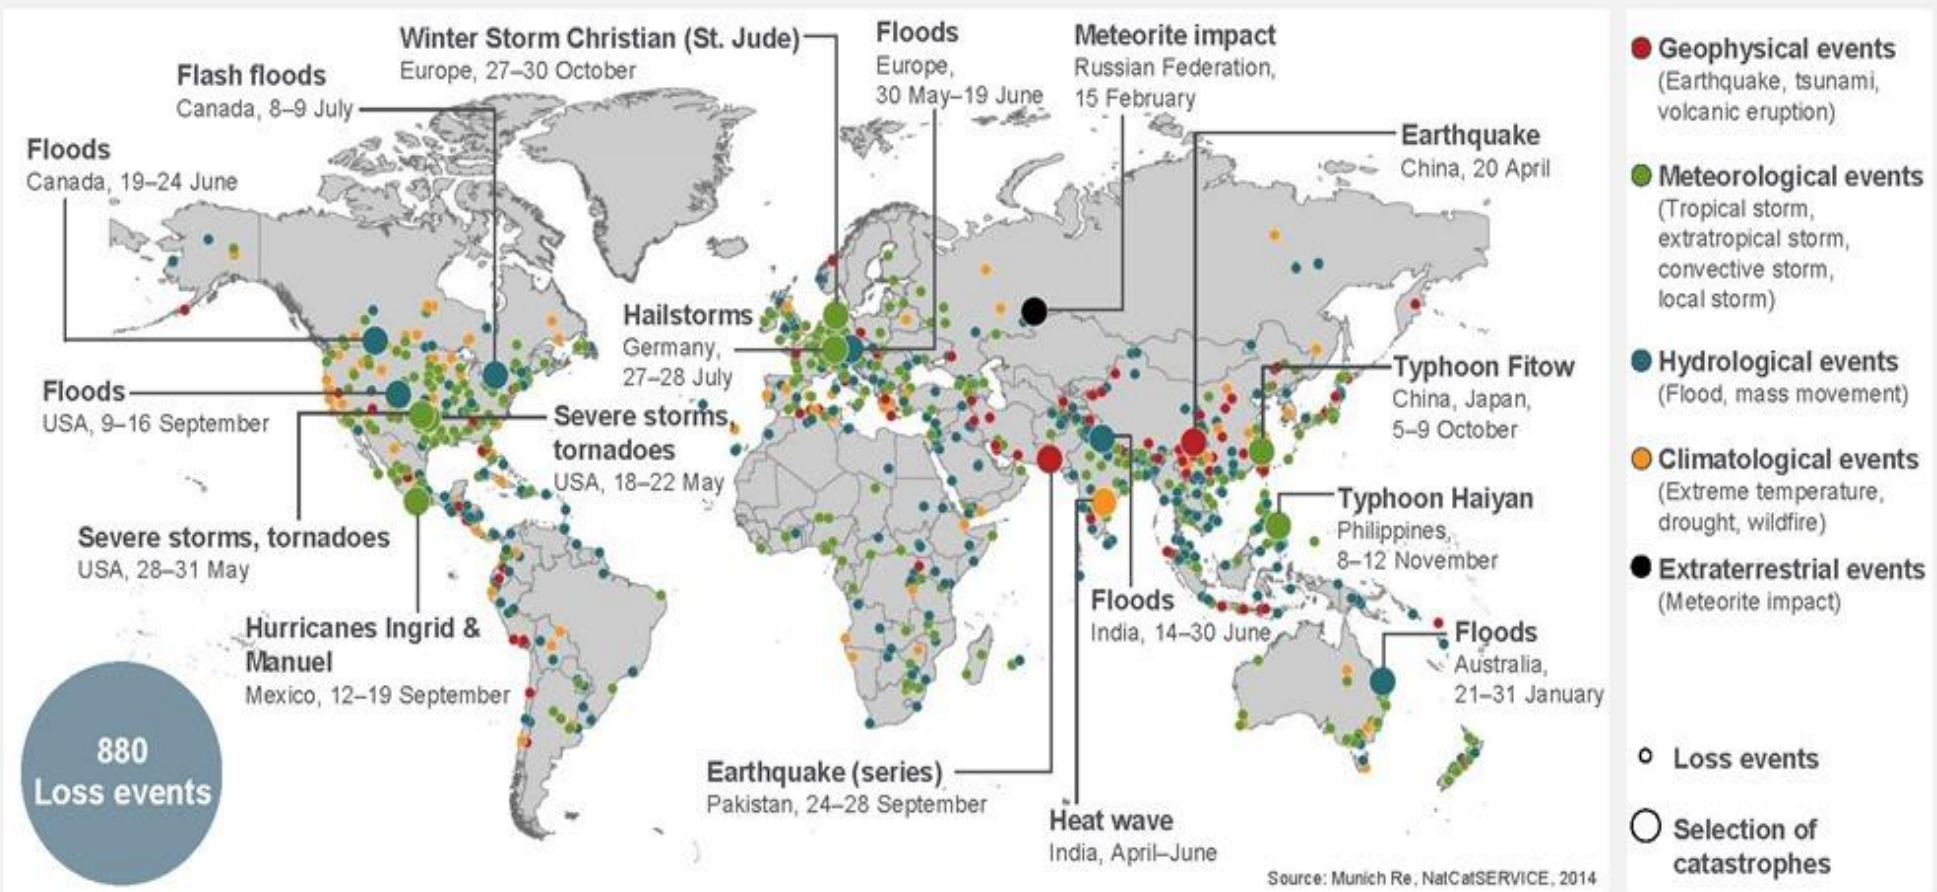 Winter Storm Christian (St. Jude)
Europe, 27–30 October
Floods
Europe,
30 May–19 June
Meteorite impact
Russian Federation,
15 February
Flash floods
Canada, 8–9 July
Earthquake
China, 20 April
Floods
Canada, 19–24 June
Hailstorms
Germany,
27–28 July
Typhoon Fitow
China, Japan,
5–9 October
Floods
USA, 9–16 September
Severe storms,
tornadoes
USA, 18–22 May
Typhoon Haiyan
Philippines,
8–12 November
Severe storms, tornadoes
USA, 28–31 May
Floods
India, 14–30 June
Hurricanes Ingrid &
Manuel
Mexico, 12–19 September
Floods
Australia,
21–31 January
880
Loss events
Earthquake (series)
Pakistan, 24–28 September
Heat wave
India, April–June
Source: Munich Re, NatCatSERVICE, 2014
Geophysical events
(Earthquake, tsunami,
volcanic eruption)
Meteorological events
(Tropical storm,
extratropical storm,
convective storm,
local storm)
Hydrological events
(Flood, mass movement)
Climatological events
(Extreme temperature,
drought, wildfire)
Extraterrestrial events
(Meteorite impact)
Loss events
Selection of
catastrophes